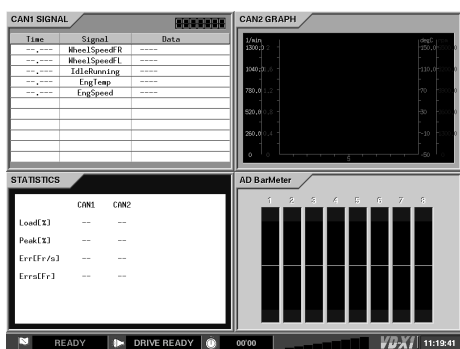 CAN1 SIGNAL
Time Signal Data
--.--- WheelSpeedFR ----
--.--- WheelSpeedFL ----
--.--- IdleRunning ----
--.--- EngTemp ----
--.--- EngSpeed ----
CAN2 GRAPH
1/min degC
1300.0 150.0
1040.0 110.0
780.0 70
520.0 30
260.0 -10
0 -50
5
STATISTICS
CAN1 CAN2
Load[%] -- --
Peak[%] -- --
Err[Fr/s] -- --
Errs[Fr] -- --
AD BarMeter
1 2 3 4 5 6 7 8
READY DRIVE READY 00'00 11:19:41